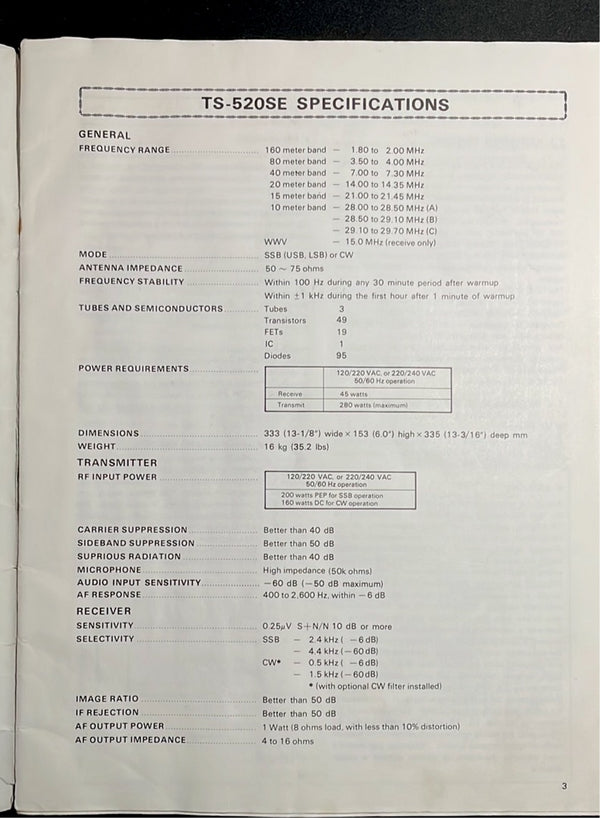 TS-520SE SPECIFICATIONS
GENERAL
FREQUENCY RANGE 160 meter band – 1.80 to 2.00 MHz
80 meter band – 3.50 to 4.00 MHz
40 meter band – 7.00 to 7.30 MHz
20 meter band – 14.00 to 14.35 MHz
15 meter band – 21.00 to 21.45 MHz
10 meter band – 28.00 to 28.50 MHz (A)
– 28.50 to 29.10 MHz (B)
– 29.10 to 29.70 MHz (C)
WWV – 15.0 MHz (receive only)
MODE SSB (USB, LSB) or CW
ANTENNA IMPEDANCE 50 ~ 75 ohms
FREQUENCY STABILITY Within 100 Hz during any 30 minute period after warmup
Within ±1 kHz during the first hour after 1 minute of warmup
TUBES AND SEMICONDUCTORS Tubes 3
Transistors 49
FETs 19
IC 1
Diodes 95
POWER REQUIREMENTS
120/220 VAC, or 220/240 VAC
50/60 Hz operation
Receive 45 watts
Transmit 280 watts (maximum)
DIMENSIONS 333 (13-1/8") wide × 153 (6.0") high × 335 (13-3/16") deep mm
WEIGHT 16 kg (35.2 lbs)
TRANSMITTER
RF INPUT POWER 120/220 VAC, or 220/240 VAC
50/60 Hz operation
200 watts PEP for SSB operation
160 watts DC for CW operation
CARRIER SUPPRESSION Better than 40 dB
SIDEBAND SUPPRESSION Better than 50 dB
SUPRIOUS RADIATION Better than 40 dB
MICROPHONE High impedance (50k ohms)
AUDIO INPUT SENSITIVITY –60 dB (–50 dB maximum)
AF RESPONSE 400 to 2,600 Hz, within –6 dB
RECEIVER
SENSITIVITY 0.25μV S+N/N 10 dB or more
SELECTIVITY SSB – 2.4 kHz ( –6 dB)
– 4.4 kHz (–60 dB)
CW* – 0.5 kHz ( –6 dB)
– 1.5 kHz (–60 dB)
* (with optional CW filter installed)
IMAGE RATIO Better than 50 dB
IF REJECTION Better than 50 dB
AF OUTPUT POWER 1 Watt (8 ohms load, with less than 10% distortion)
AF OUTPUT IMPEDANCE 4 to 16 ohms
3